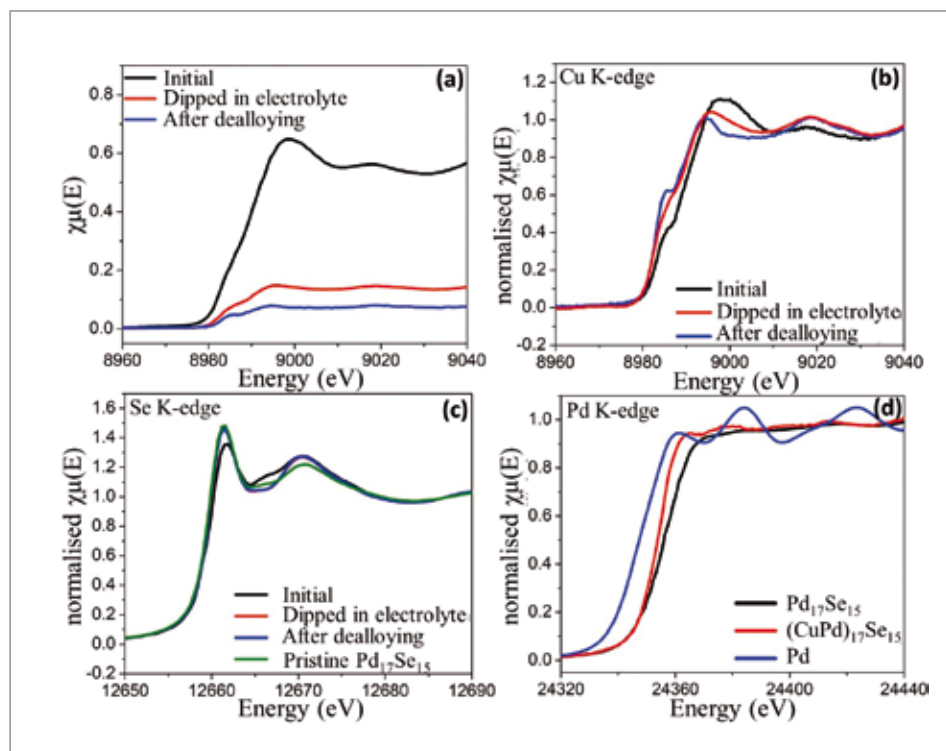 (a)
Initial
Dipped in electrolyte
After dealloying
χμ(E)
0.8
0.6
0.4
0.2
0.0
8960 8980 9000 9020 9040
Energy (eV)
Cu K-edge
(b)
Initial
Dipped in electrolyte
After dealloying
normalised χμ(E)
1.2
1.0
0.8
0.6
0.4
0.2
0.0
-0.2
8960 8980 9000 9020 9040
Energy (eV)
Se K-edge
(c)
Initial
Dipped in electrolyte
After dealloying
Pristine Pd₁₇Se₁₅
normalised χμ(E)
1.6
1.4
1.2
1.0
0.8
0.6
0.4
0.2
0.0
-0.2
12650 12660 12670 12680 12690
Energy (eV)
Pd K-edge
(d)
Pd₁₇Se₁₅
(CuPd)₁₇Se₁₅
Pd
normalised χμ(E)
1.0
0.8
0.6
0.4
0.2
0.0
24320 24360 24400 24440
Energy (eV)